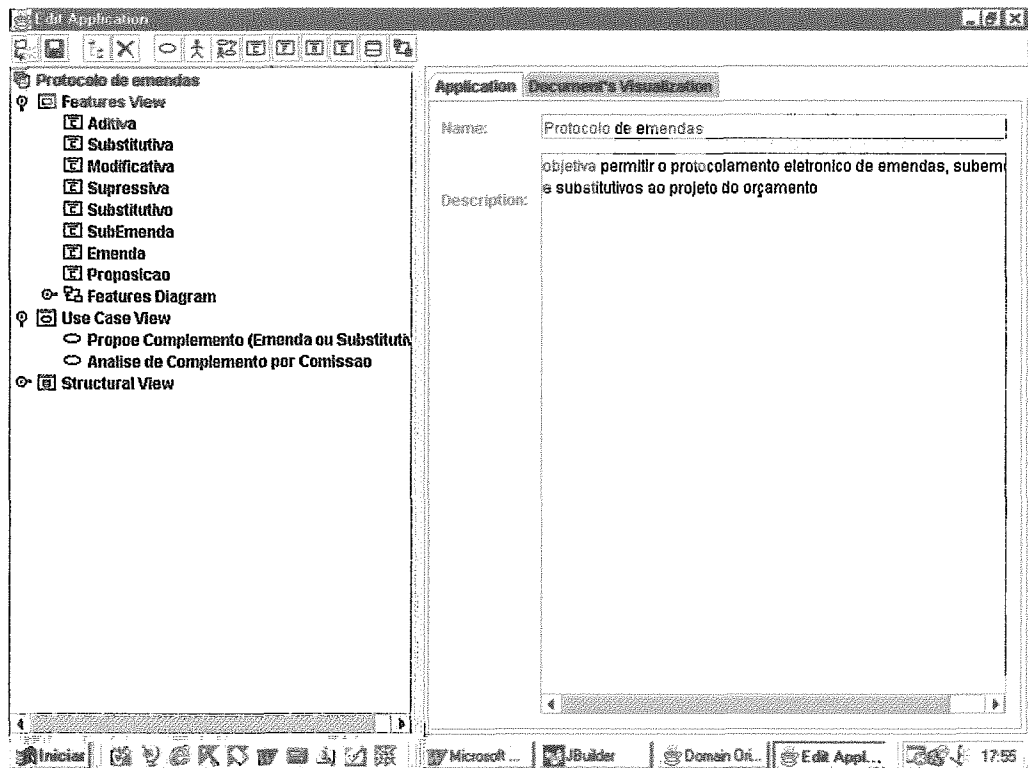 Edit Application
Protocolo de emendas
Features View
Aditiva
Substitutiva
Modificativa
Supressiva
Substitutivo
SubEmenda
Emenda
Proposicao
Features Diagram
Use Case View
Propoe Complemento (Emenda ou Substitutiv
Analise de Complemento por Comissao
Structural View
Application Document's Visualization
Name: Protocolo de emendas
Description: objetiva permitir o protocolamento eletronico de emendas, subem
e substitutivos ao projeto do orçamento
Iniciar Microsoft ... JBuilder Domain Ori... Edit Appl... 17:55